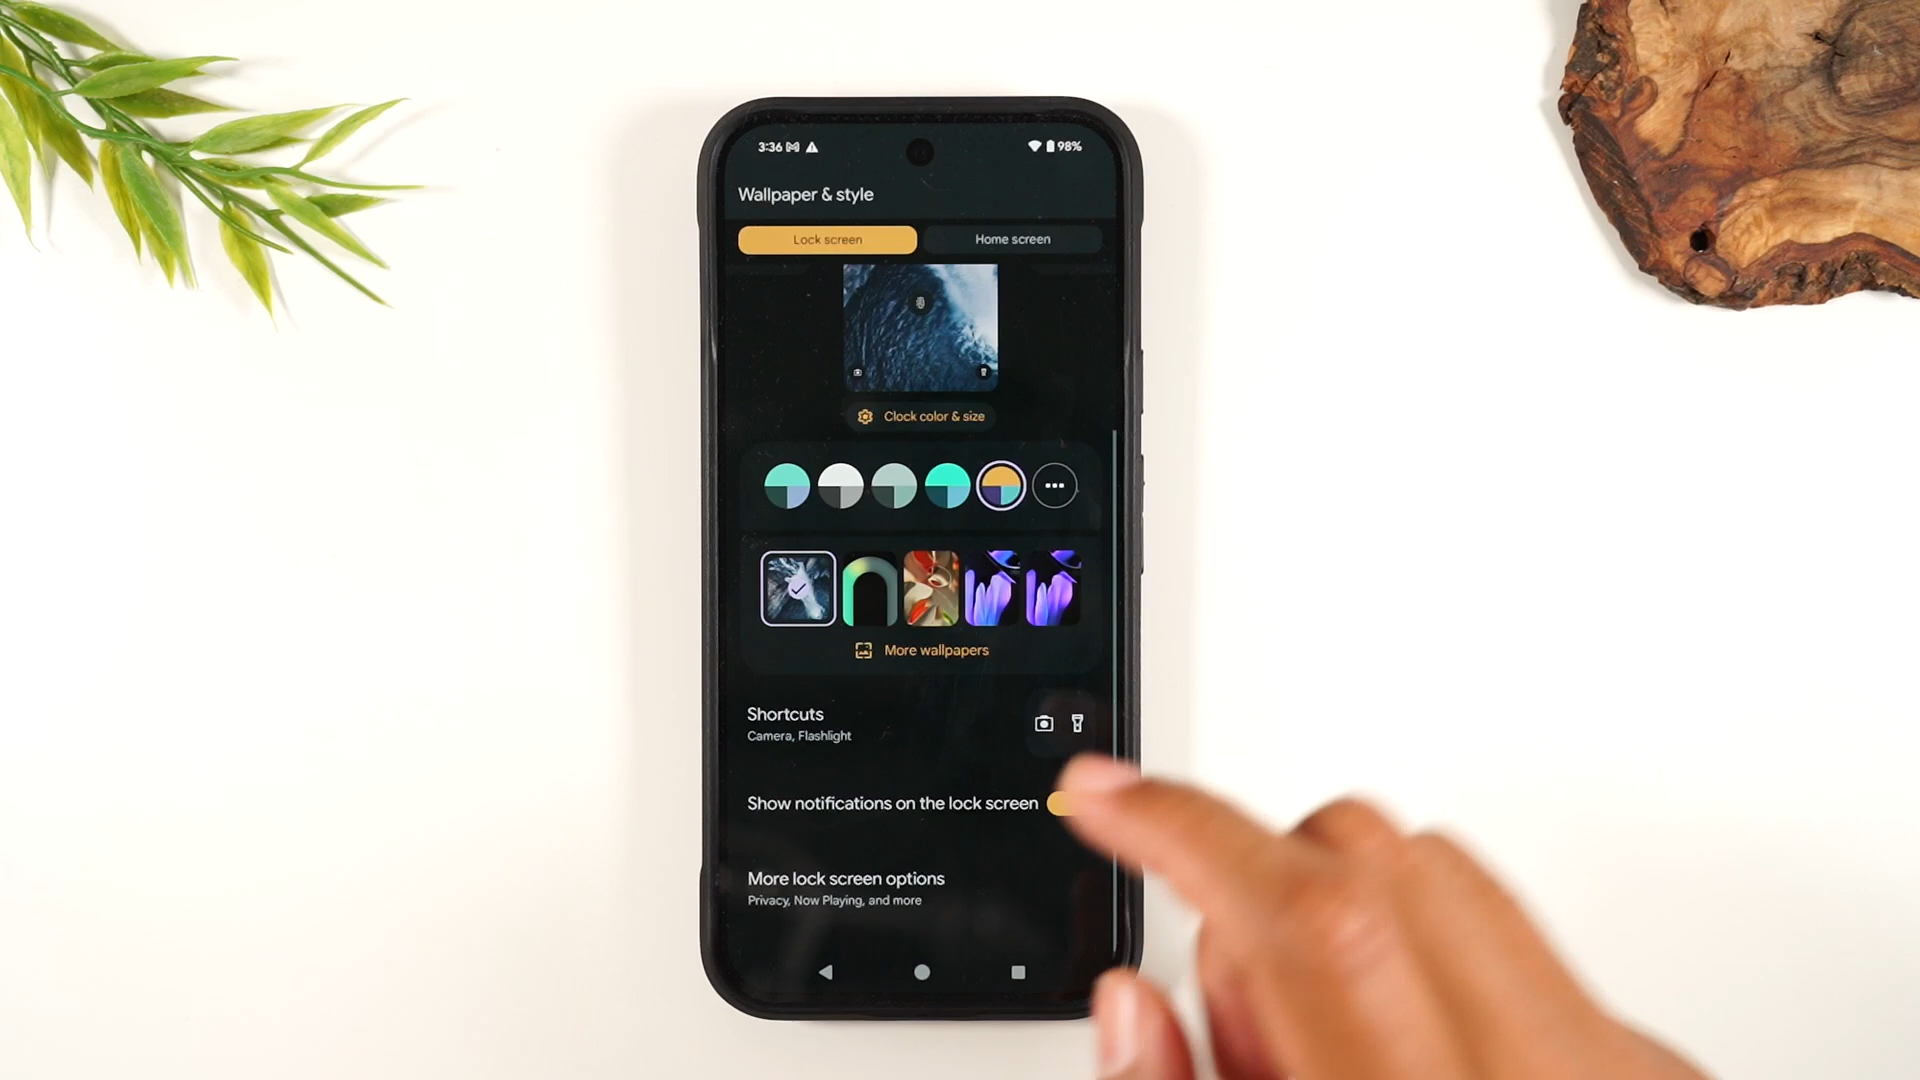 3:36 98%
Wallpaper & style
Lock screen Home screen
Clock color & size
More wallpapers
Shortcuts
Camera, Flashlight
Show notifications on the lock screen
More lock screen options
Privacy, Now Playing, and more